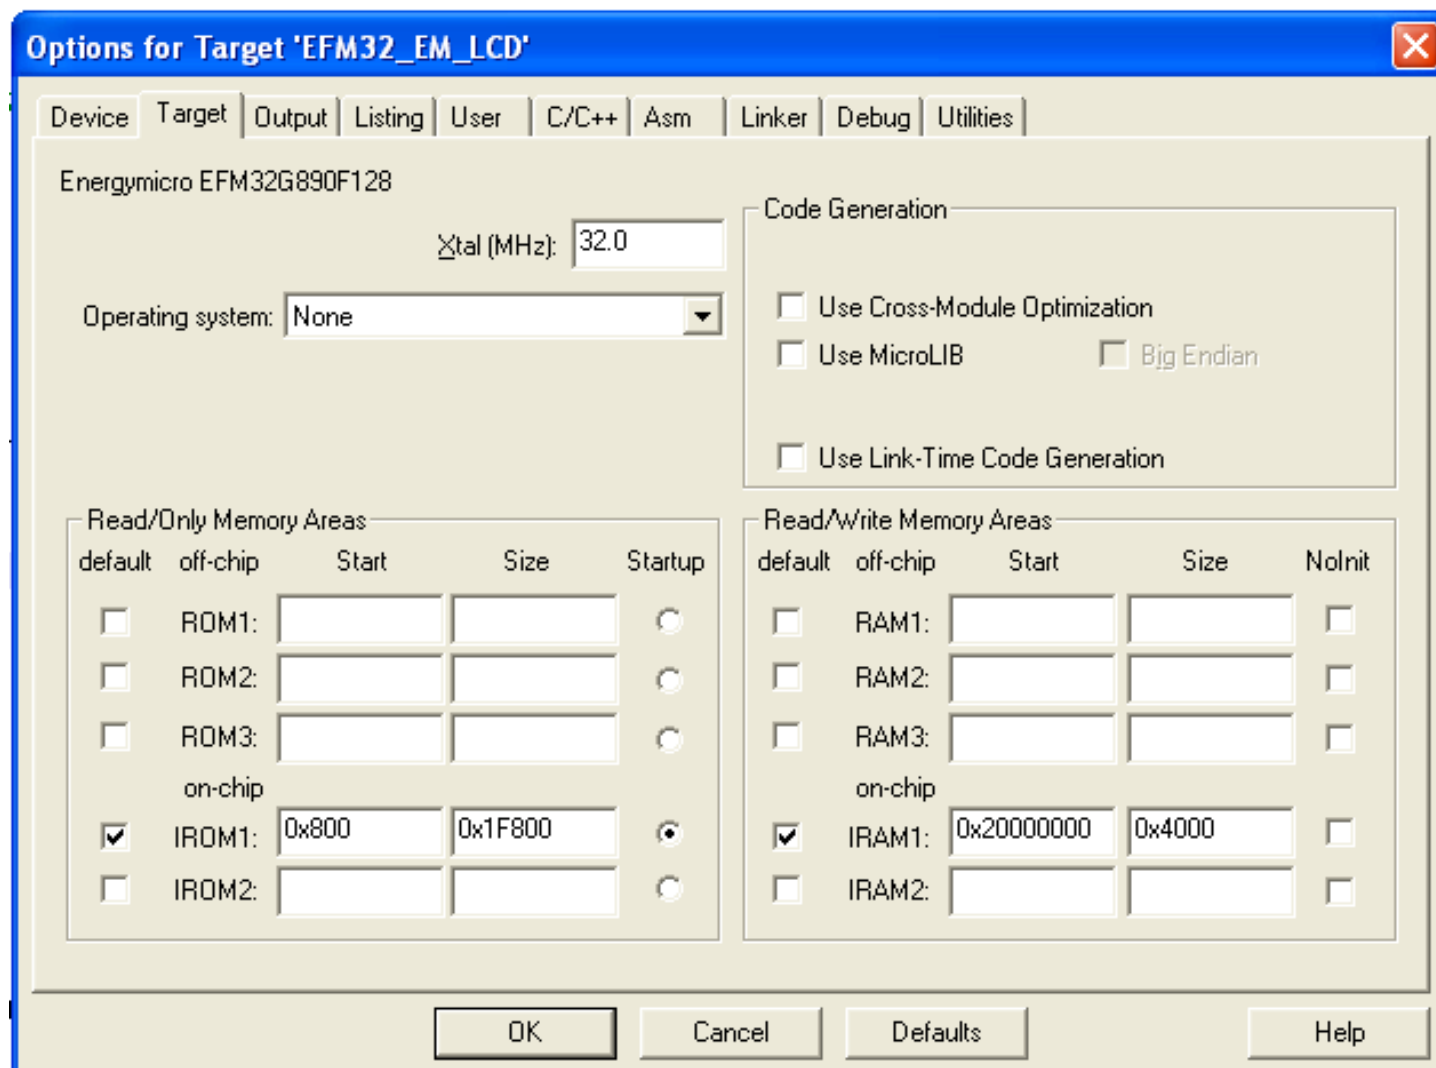 Options for Target 'EFM32_EM_LCD'
Device Target Output Listing User C/C++ Asm Linker Debug Utilities
Energymicro EFM32G890F128
Xtal (MHz): 32.0
Operating system: None
Code Generation
Use Cross-Module Optimization
Use MicroLIB Big Endian
Use Link-Time Code Generation
Read/Only Memory Areas
default off-chip Start Size Startup
ROM1:
ROM2:
ROM3:
on-chip
IROM1: 0x800 0x1F800
IROM2:
Read/Write Memory Areas
default off-chip Start Size NoInit
RAM1:
RAM2:
RAM3:
on-chip
IRAM1: 0x20000000 0x4000
IRAM2:
OK Cancel Defaults Help